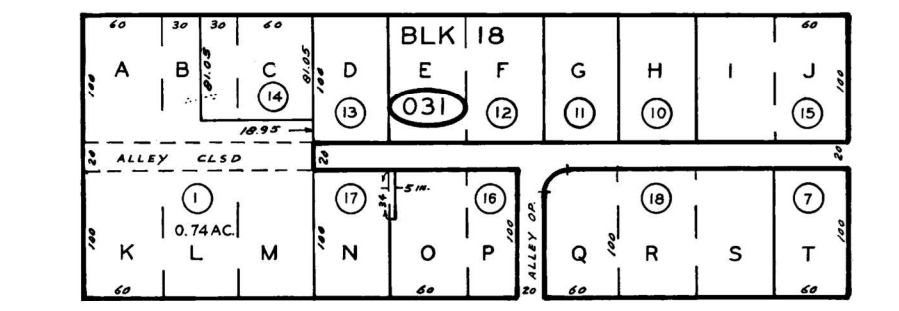 60 30 30 60 60
BLK 18
A B C D E F G H I J
100 81.05 81.05 100 100
14 13 031 12 11 10 15
18.95
20 ALLEY CLSD 20 20
1 17 34 5 IN. 16 18 7
0.74 AC.
100 100 100 ALLEY OP. 100 100
K L M N O P Q R S T
60 60 20 60 60